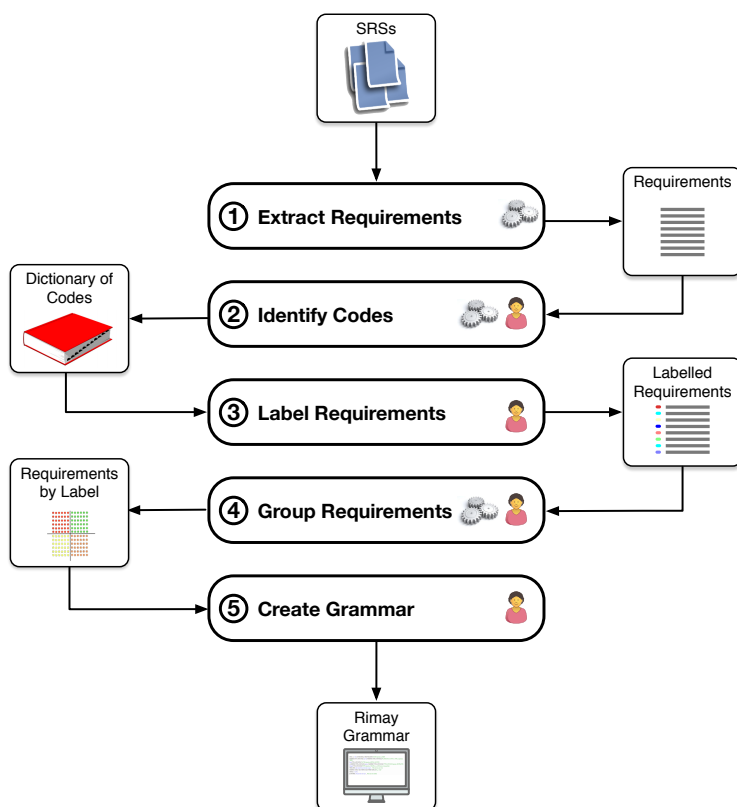 SRSs
1 Extract Requirements
Requirements
Dictionary of
Codes
2 Identify Codes
3 Label Requirements
Labelled
Requirements
Requirements
by Label
4 Group Requirements
5 Create Grammar
Rimay
Grammar